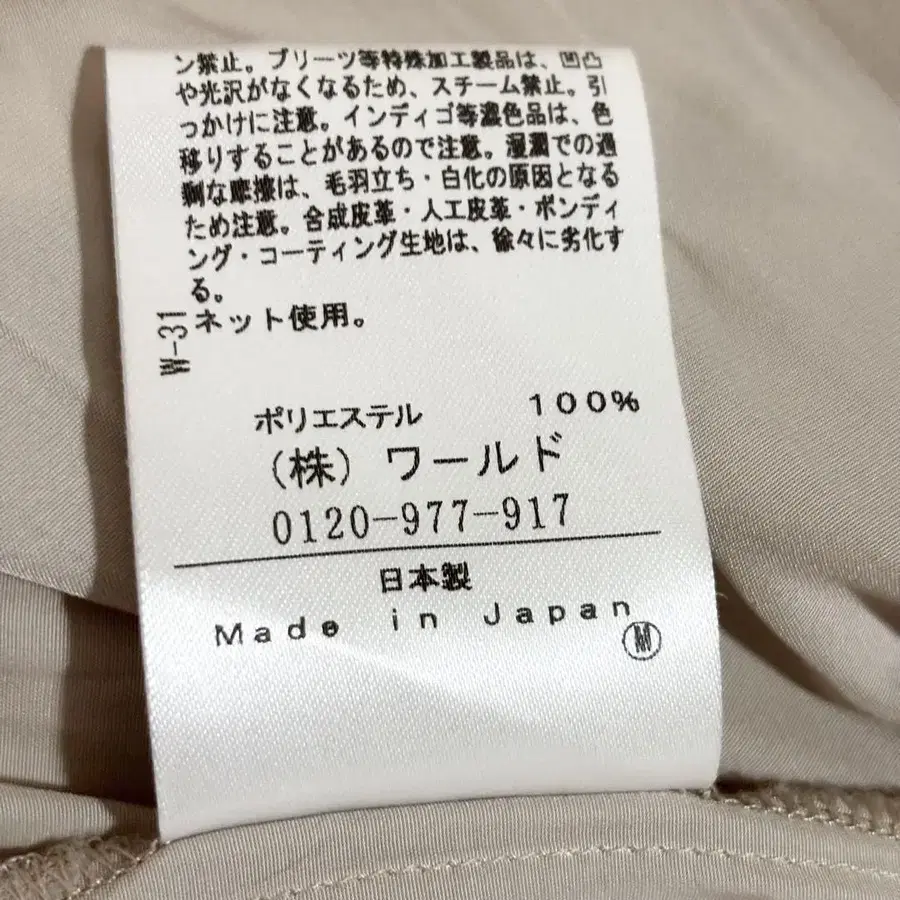 ン禁止。プリーツ等特殊加工製品は、凹凸
や光沢がなくなるため、スチーム禁止。引
っかけに注意。インディゴ等濃色品は、色
移りすることがあるので注意。湿潤での過
剰な摩擦は、毛羽立ち・白化の原因となる
ため注意。合成皮革・人工皮革・ボンディ
ング・コーティング生地は、徐々に劣化す
る。
ネット使用。
W-31
ポリエステル 100%
(株)ワールド
0120-977-917
日本製
Made in Japan
M